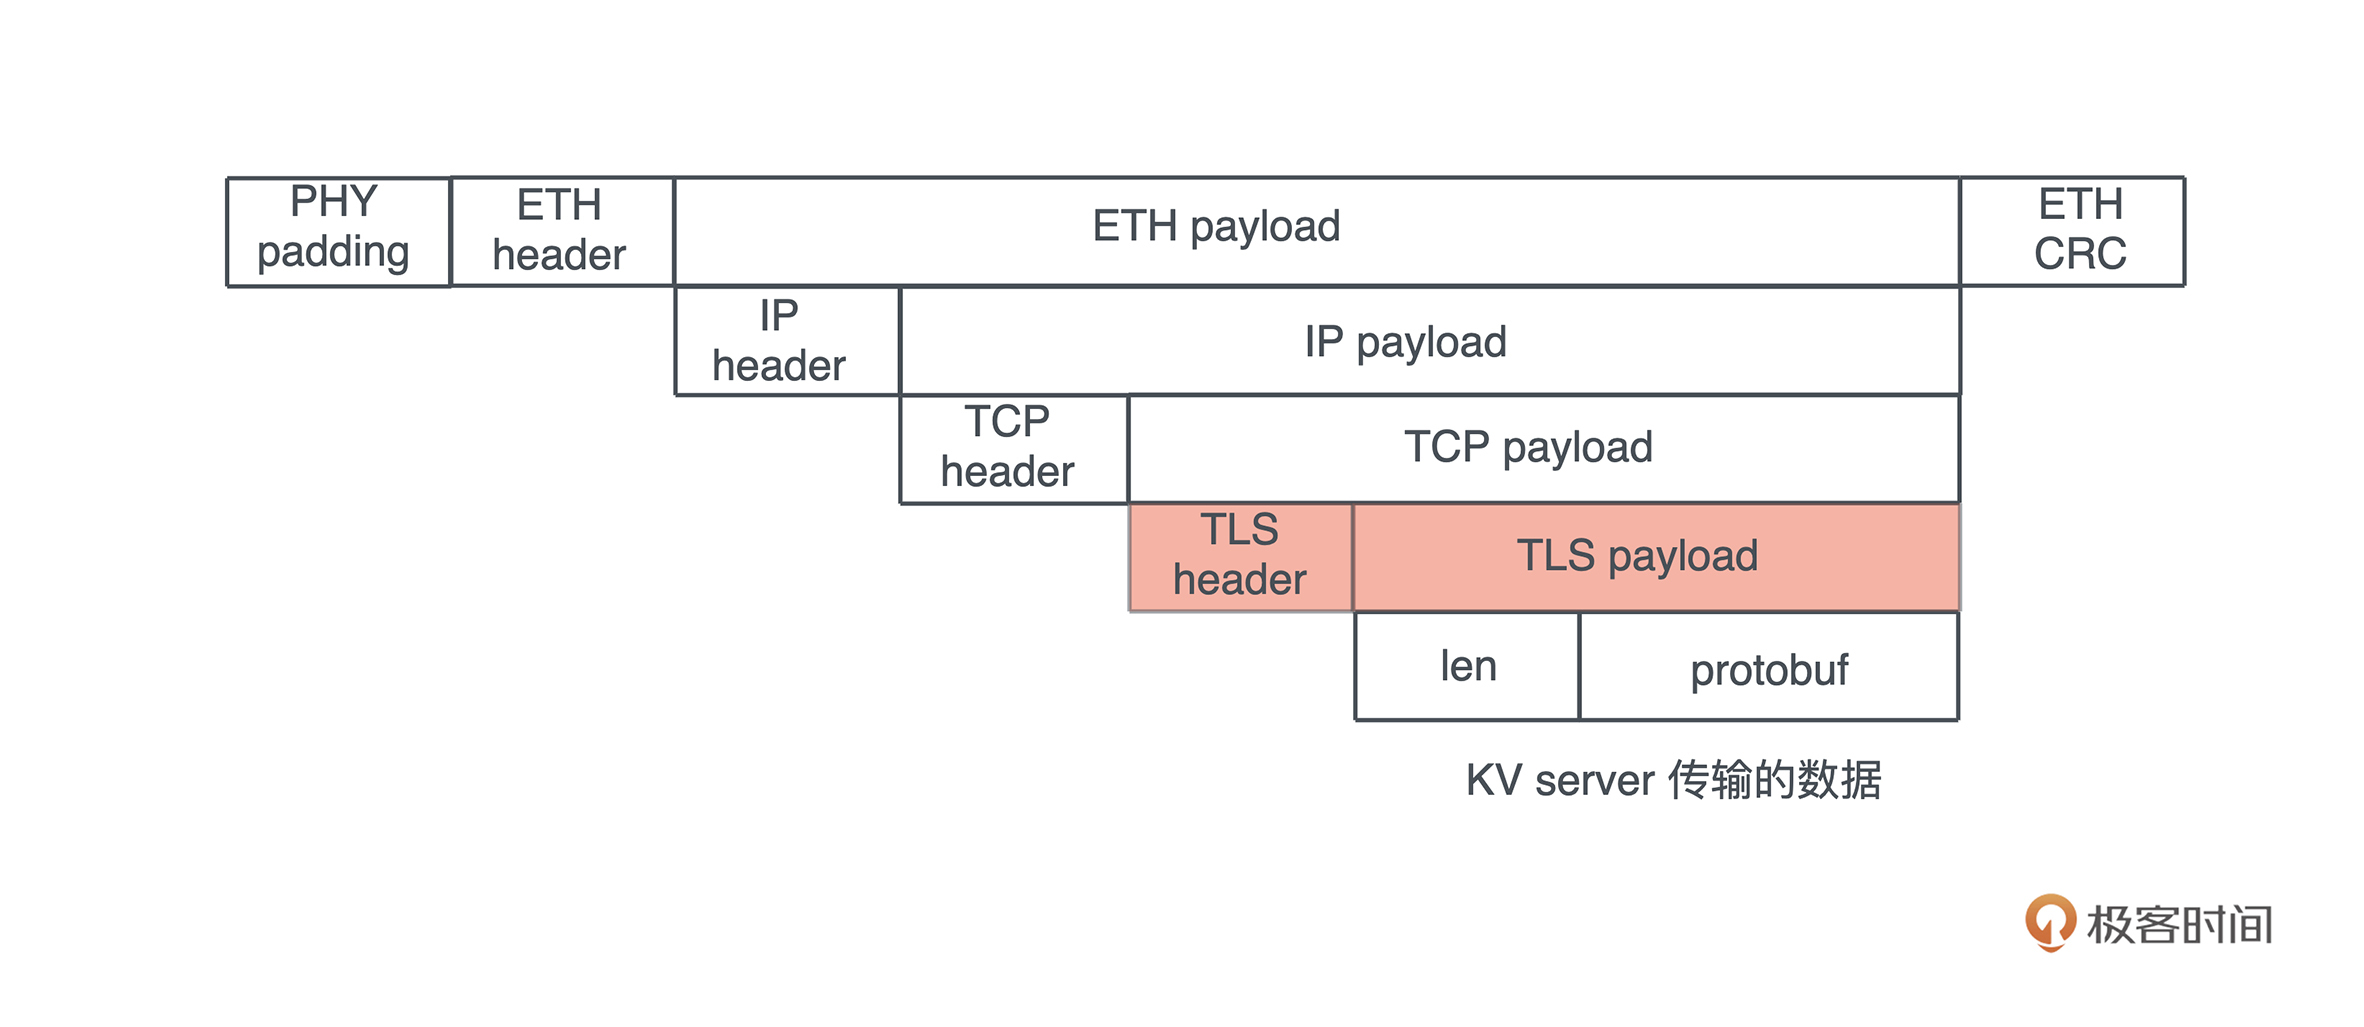 PHY
padding
ETH
header
ETH payload
ETH
CRC
IP
header
IP payload
TCP
header
TCP payload
TLS
header
TLS payload
len
protobuf
KV server 传输的数据
极客时间